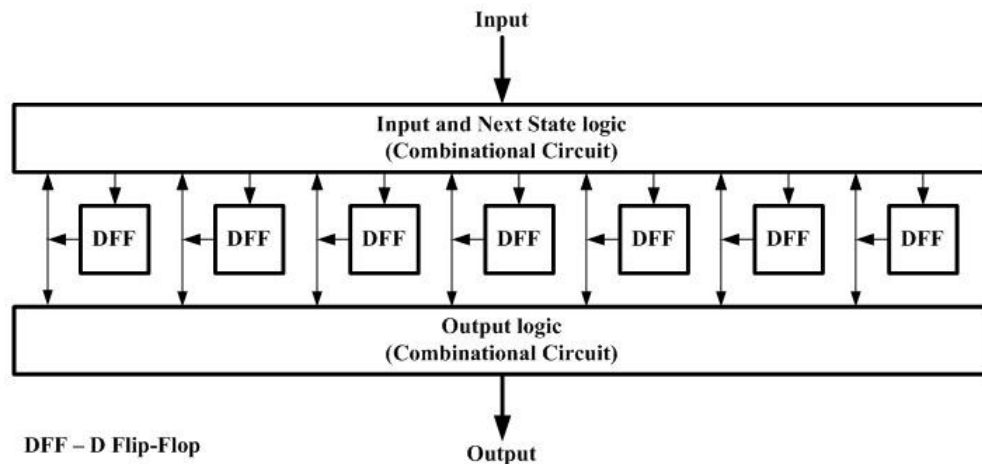 Input
Input and Next State logic
(Combinational Circuit)
DFF DFF DFF DFF DFF DFF DFF
Output logic
(Combinational Circuit)
DFF – D Flip-Flop
Output